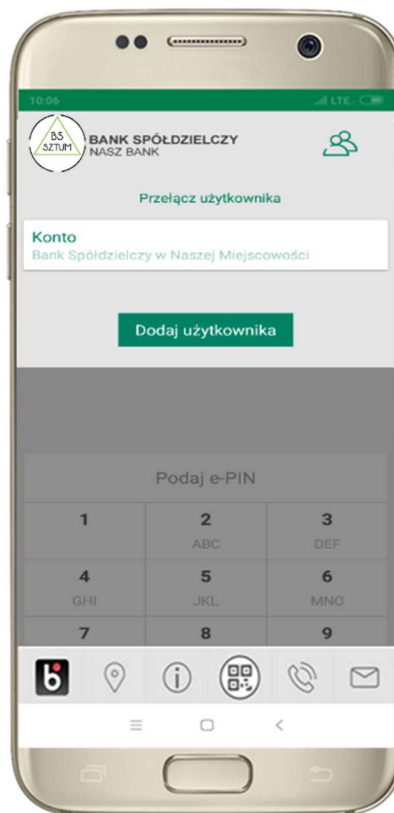 10:06
LTE
BS
SZTUM
BANK SPÓŁDZIELCZY
NASZ BANK
Przełącz użytkownika
Konto
Bank Spółdzielczy w Naszej Miejscowości
Dodaj użytkownika
Podaj e-PIN
1 2 3
ABC DEF
4 5 6
GHI JKL MNO
7 8 9
b
i